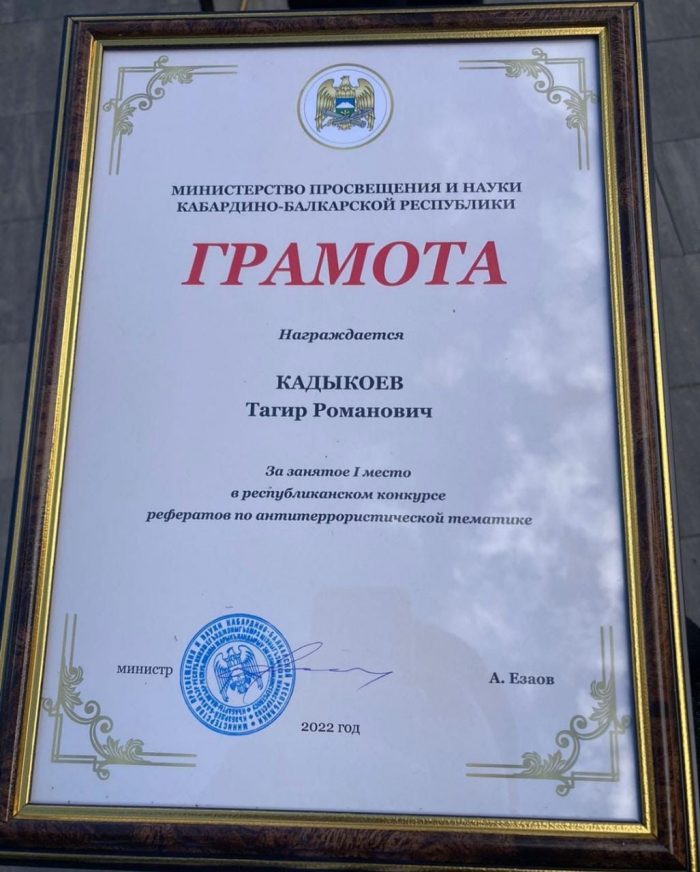 МИНИСТЕРСТВО ПРОСВЕЩЕНИЯ И НАУКИ
КАБАРДИНО-БАЛКАРСКОЙ РЕСПУБЛИКИ
ГРАМОТА
Награждается
КАДЫКОЕВ
Тагир Романович
За занятое I место
в республиканском конкурсе
рефератов по антитеррористической тематике
министр
А. Езаов
2022 год